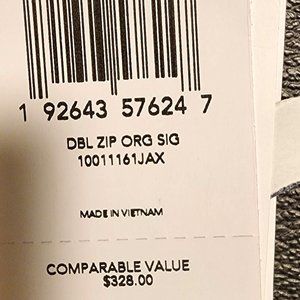 1 92643 57624 7
DBL ZIP ORG SIG
10011161JAX
MADE IN VIETNAM
COMPARABLE VALUE
$328.00